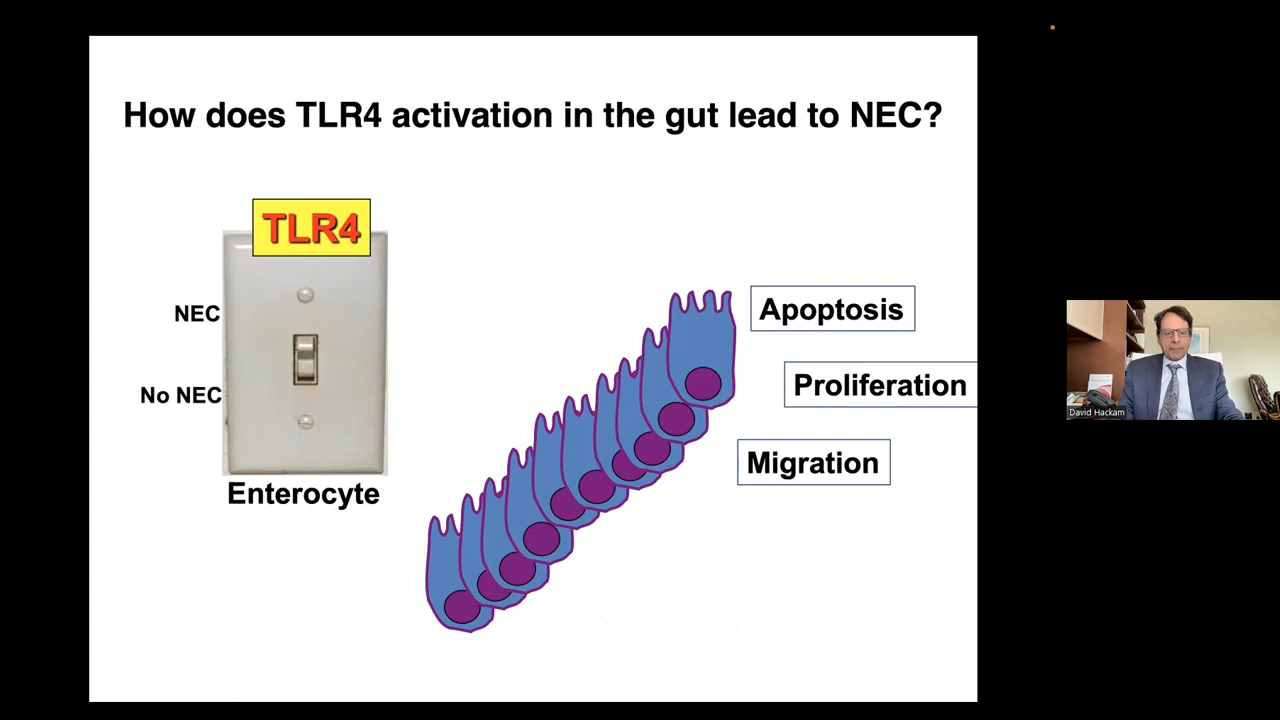 How does TLR4 activation in the gut lead to NEC?
TLR4
NEC
No NEC
Enterocyte
Apoptosis
Proliferation
Migration
David Hackam